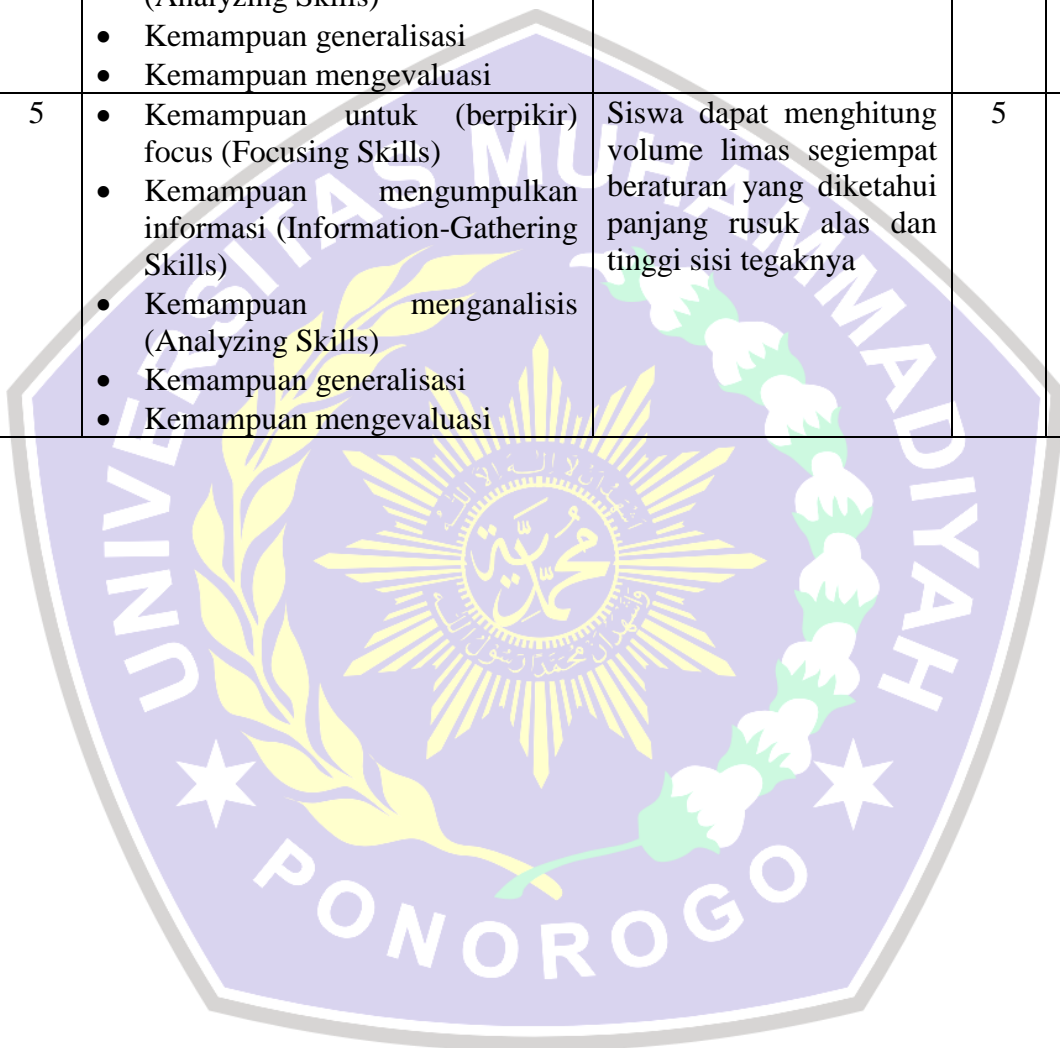 (Analyzing Skills)
• Kemampuan generalisasi
• Kemampuan mengevaluasi
5
• Kemampuan untuk (berpikir)
focus (Focusing Skills)
• Kemampuan mengumpulkan
informasi (Information-Gathering
Skills)
• Kemampuan menganalisis
(Analyzing Skills)
• Kemampuan generalisasi
• Kemampuan mengevaluasi
Siswa dapat menghitung
volume limas segiempat
beraturan yang diketahui
panjang rusuk alas dan
tinggi sisi tegaknya
5
UNIVERSITAS MUHAMMADIYAH
PONOROGO
محمدية